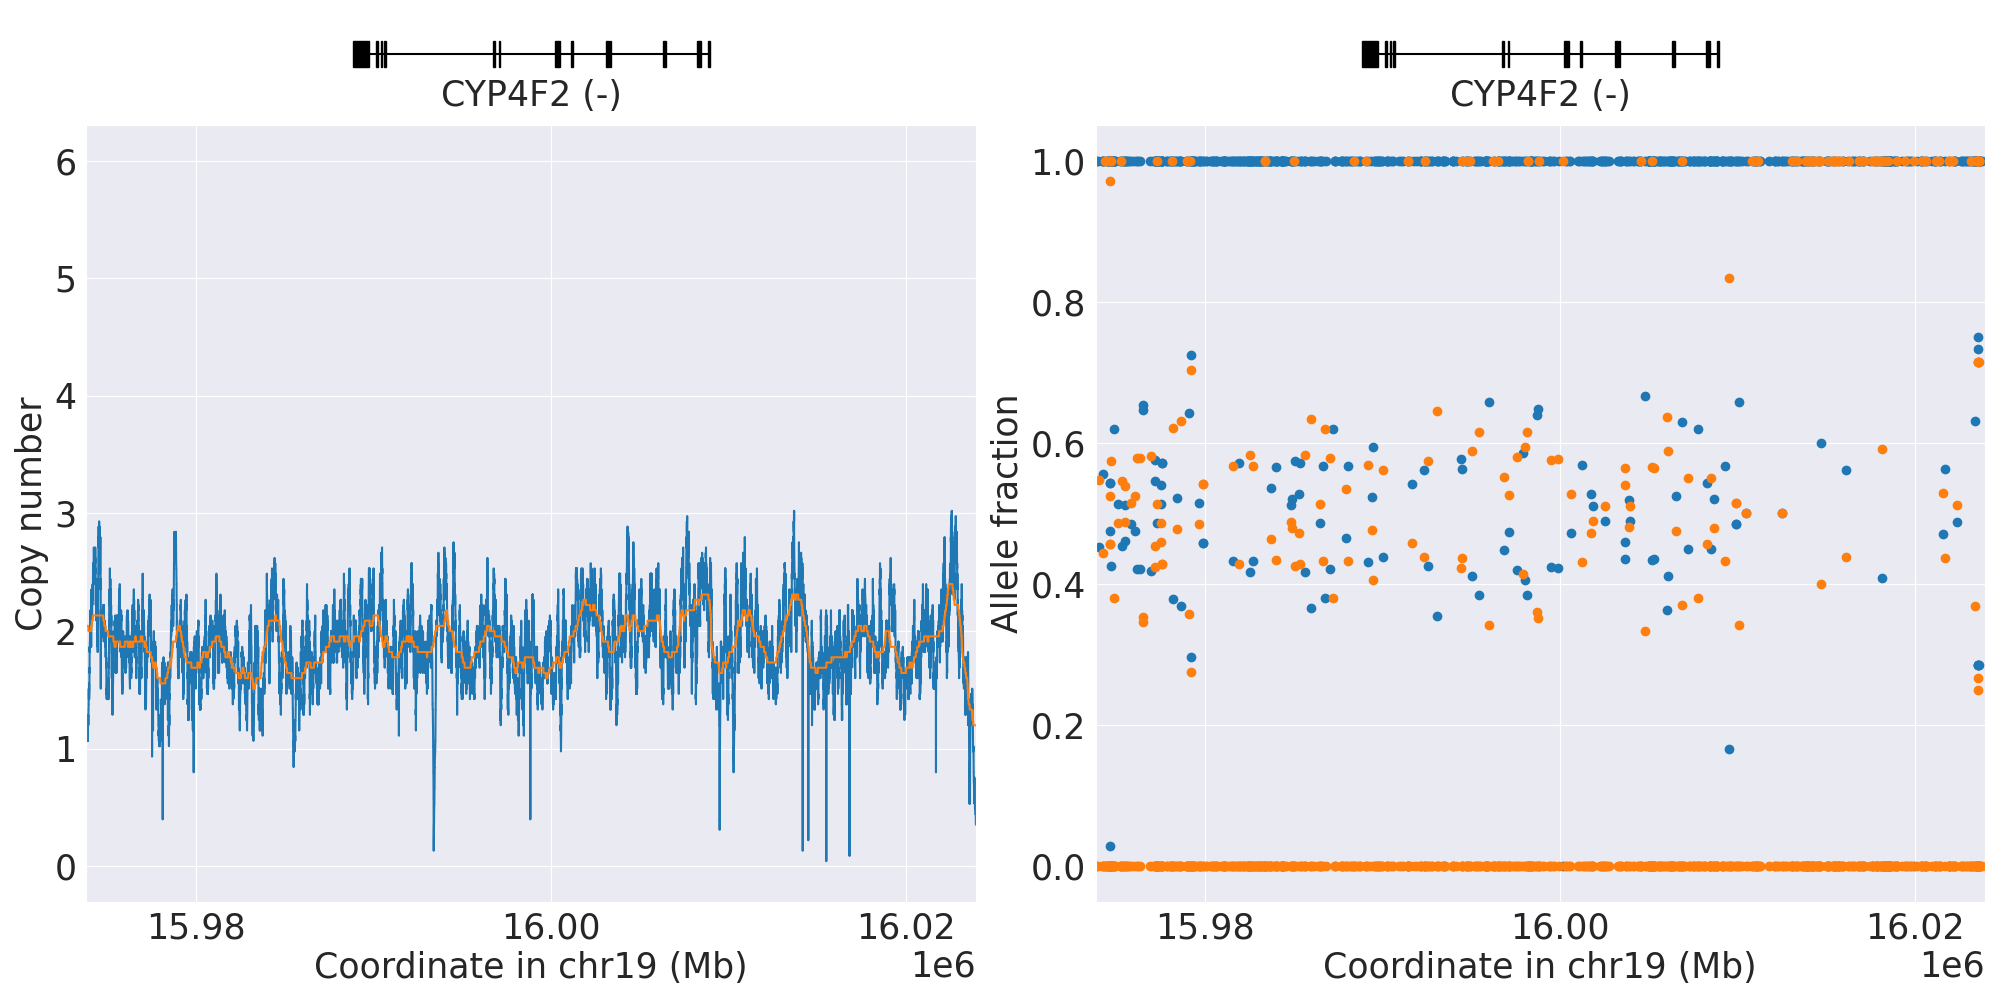 CYP4F2 (-)
Copy number
6
5
4
3
2
1
0
15.98
16.00
16.02
Coordinate in chr19 (Mb)
1e6
CYP4F2 (-)
Allele fraction
1.0
0.8
0.6
0.4
0.2
0.0
15.98
16.00
16.02
Coordinate in chr19 (Mb)
1e6